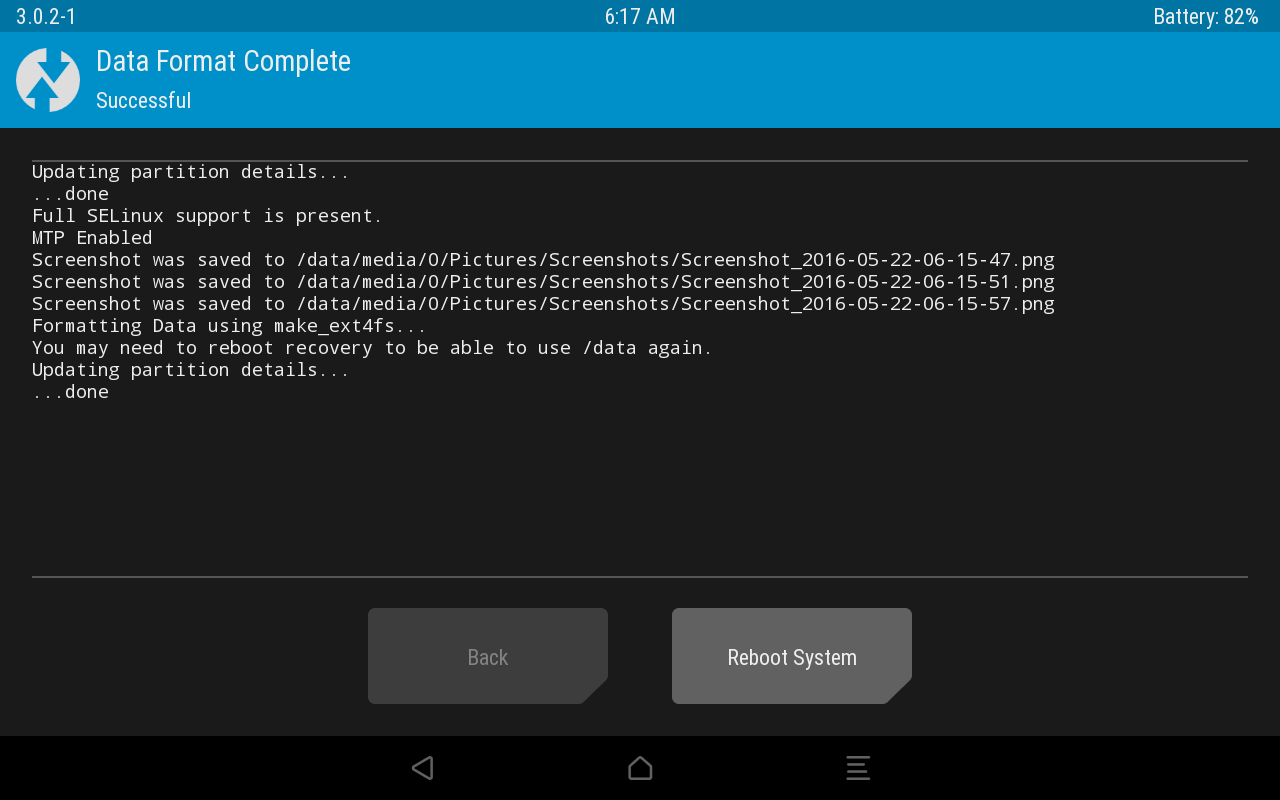 3.0.2-1 6:17 AM Battery: 82%
Data Format Complete
Successful
Updating partition details...
...done
Full SELinux support is present.
MTP Enabled
Screenshot was saved to /data/media/0/Pictures/Screenshots/Screenshot_2016-05-22-06-15-47.png
Screenshot was saved to /data/media/0/Pictures/Screenshots/Screenshot_2016-05-22-06-15-51.png
Screenshot was saved to /data/media/0/Pictures/Screenshots/Screenshot_2016-05-22-06-15-57.png
Formatting Data using make_ext4fs...
You may need to reboot recovery to be able to use /data again.
Updating partition details...
...done
Back Reboot System